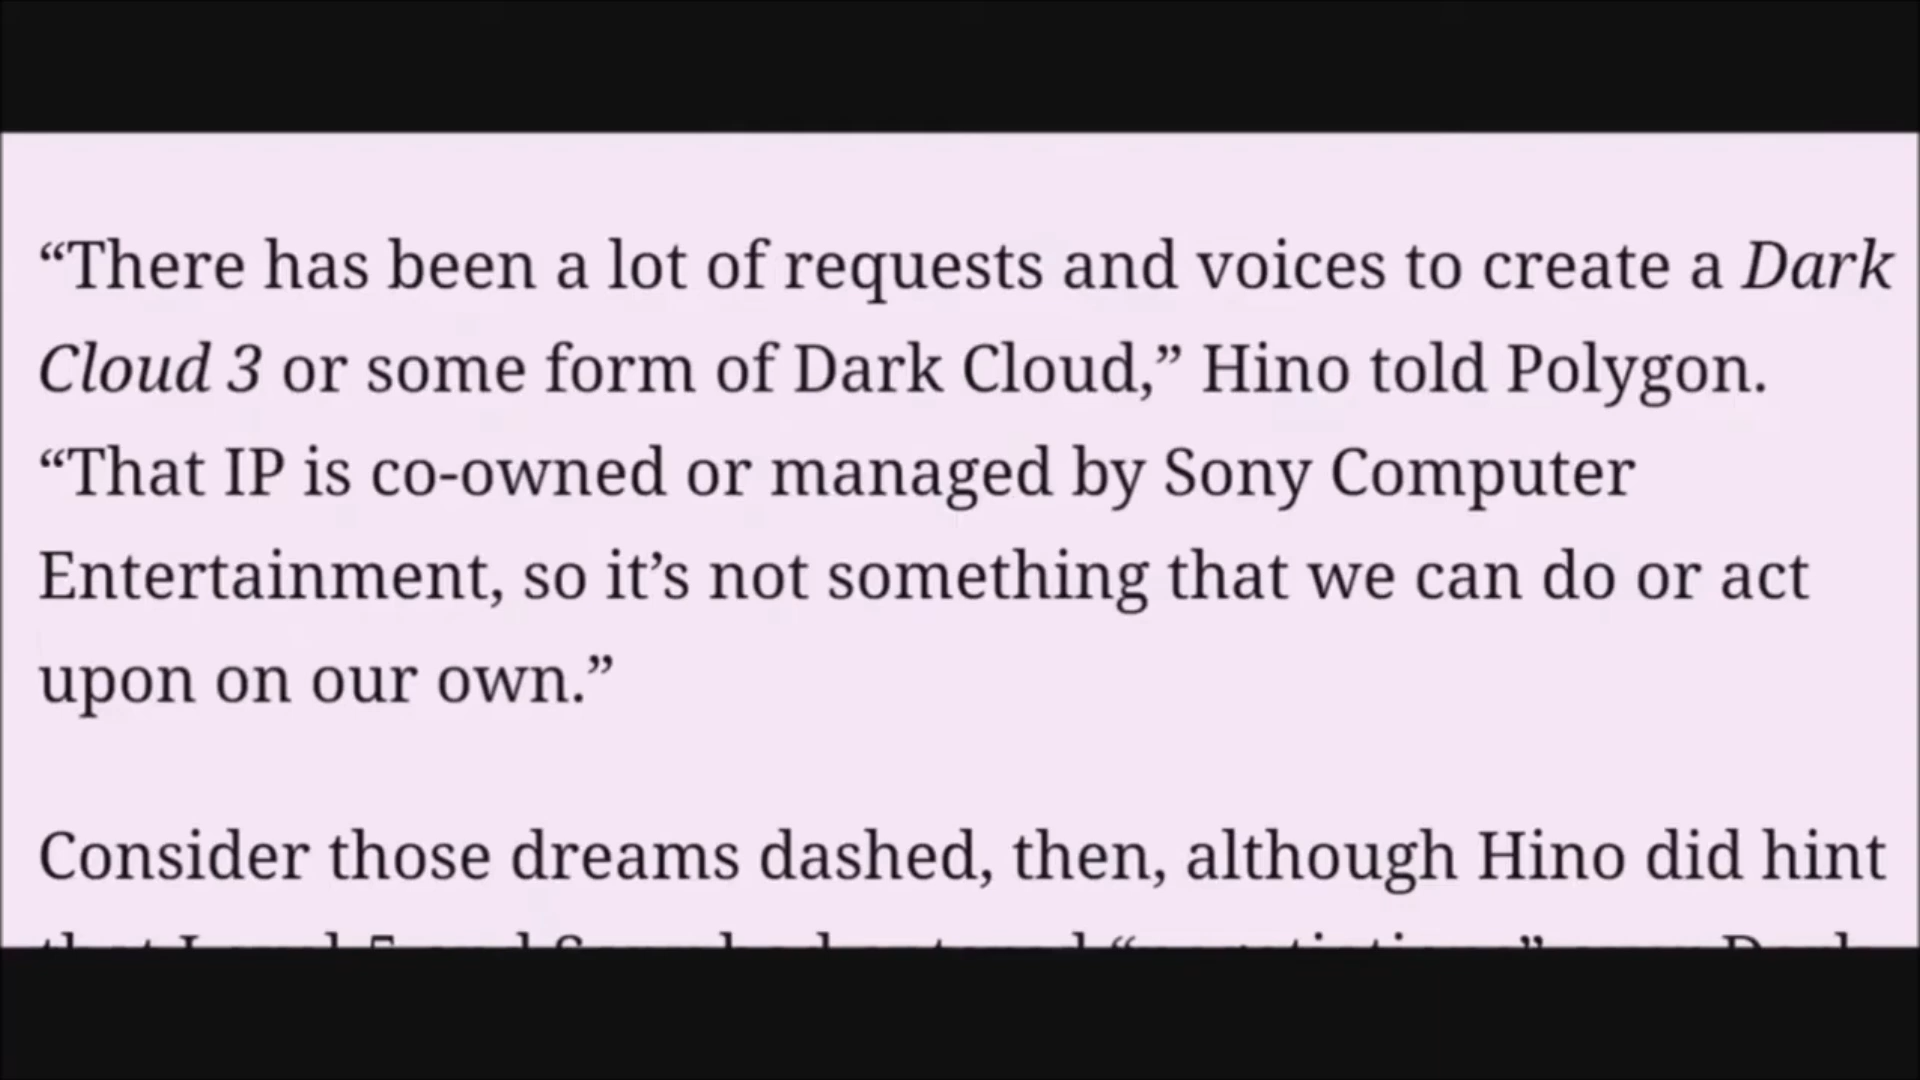 “There has been a lot of requests and voices to create a Dark
Cloud 3 or some form of Dark Cloud,” Hino told Polygon.
“That IP is co-owned or managed by Sony Computer
Entertainment, so it’s not something that we can do or act
upon on our own.”
Consider those dreams dashed, then, although Hino did hint